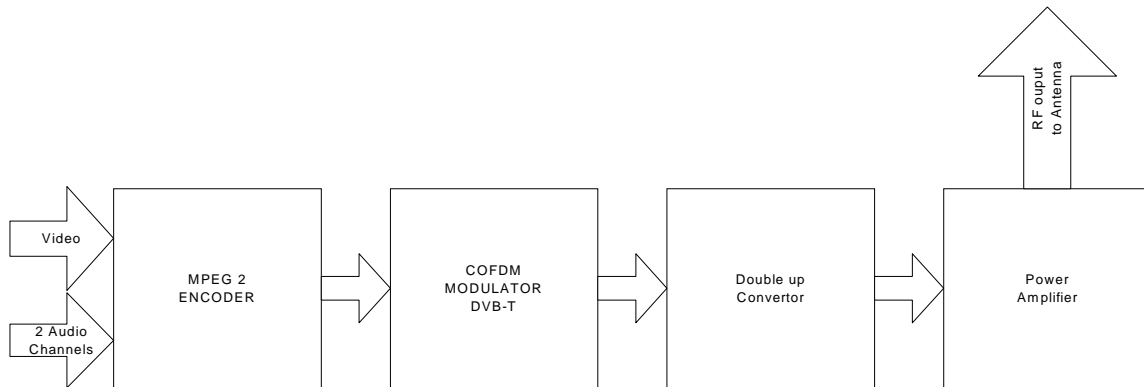 RF ouput
to Antenna
Video
2 Audio
Channels
MPEG 2
ENCODER
COFDM
MODULATOR
DVB-T
Double up
Convertor
Power
Amplifier